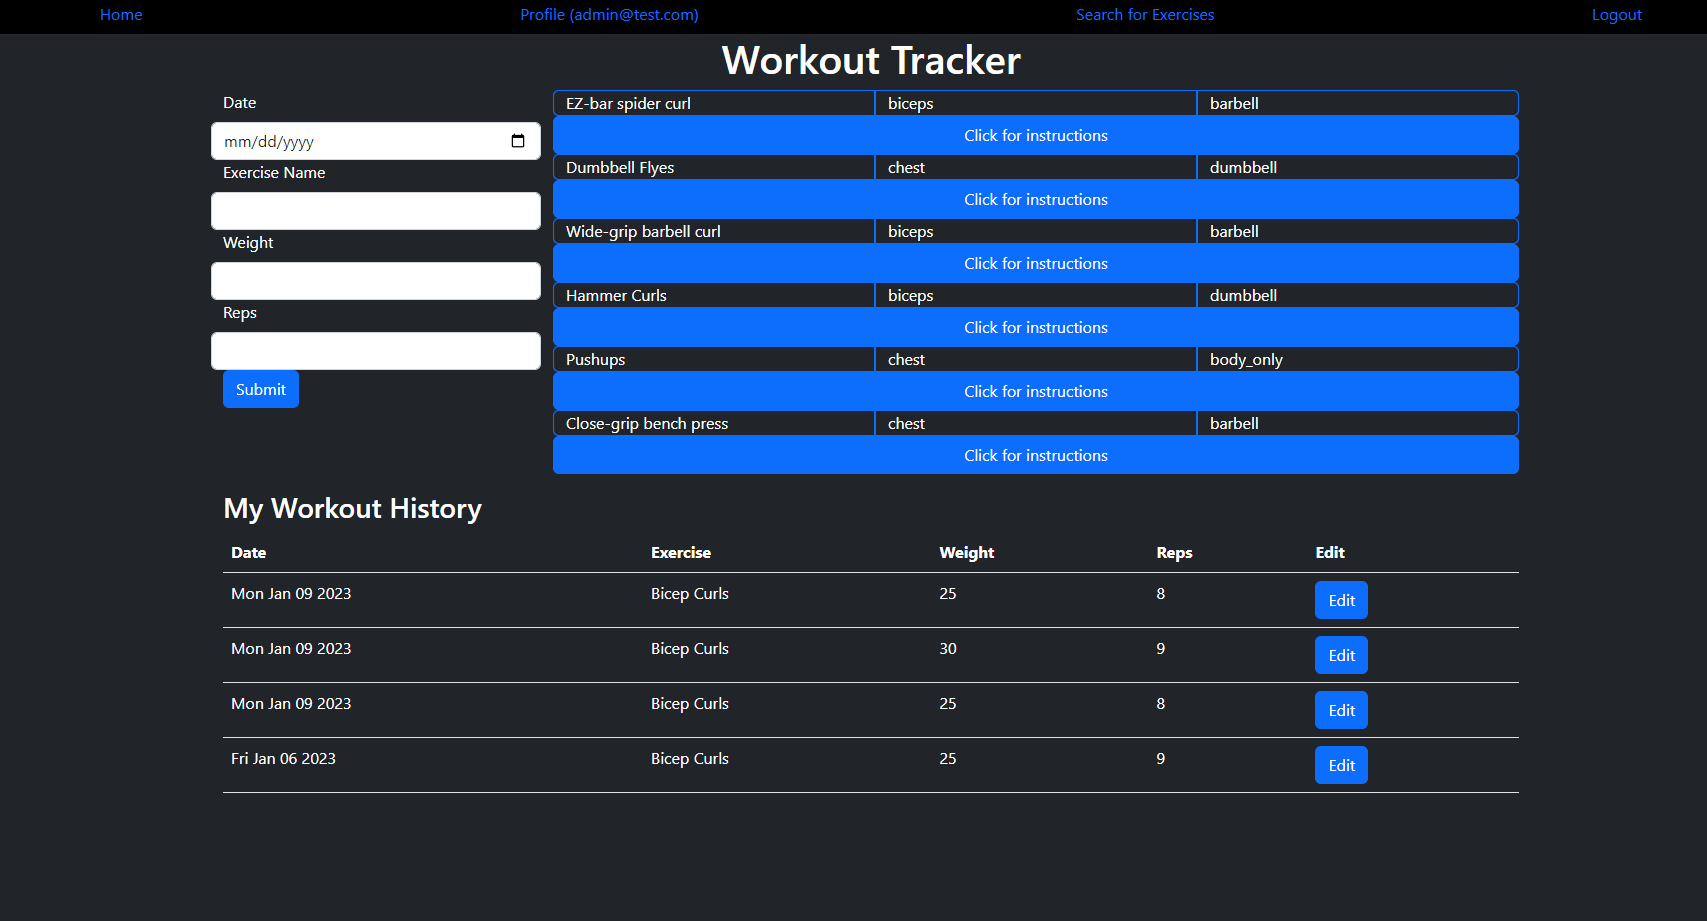 Home Profile (admin@test.com) Search for Exercises Logout
Workout Tracker
Date
mm/dd/yyyy
Exercise Name
Weight
Reps
Submit
EZ-bar spider curl biceps barbell
Click for instructions
Dumbbell Flyes chest dumbbell
Click for instructions
Wide-grip barbell curl biceps barbell
Click for instructions
Hammer Curls biceps dumbbell
Click for instructions
Pushups chest body_only
Click for instructions
Close-grip bench press chest barbell
Click for instructions
My Workout History
Date Exercise Weight Reps Edit
Mon Jan 09 2023 Bicep Curls 25 8 Edit
Mon Jan 09 2023 Bicep Curls 30 9 Edit
Mon Jan 09 2023 Bicep Curls 25 8 Edit
Fri Jan 06 2023 Bicep Curls 25 9 Edit